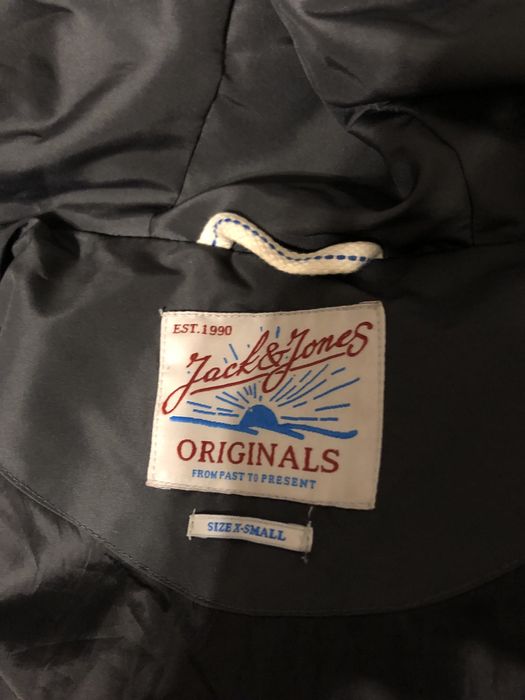 EST.1990
Jack&Jones
ORIGINALS
FROM PAST TO PRESENT
SIZE X-SMALL